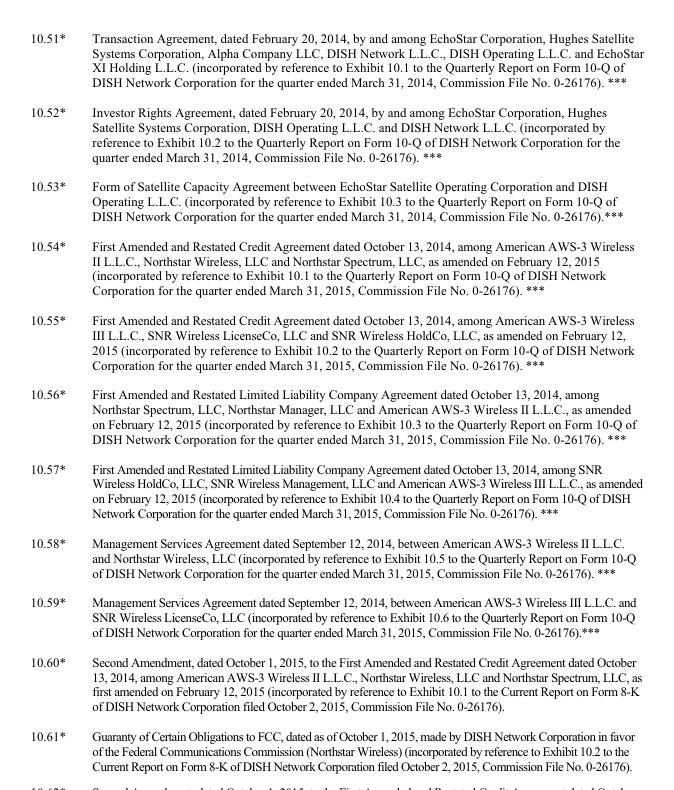 10.51* Transaction Agreement, dated February 20, 2014, by and among EchoStar Corporation, Hughes Satellite
Systems Corporation, Alpha Company LLC, DISH Network L.L.C., DISH Operating L.L.C. and EchoStar
XI Holding L.L.C. (incorporated by reference to Exhibit 10.1 to the Quarterly Report on Form 10-Q of
DISH Network Corporation for the quarter ended March 31, 2014, Commission File No. 0-26176). ***
10.52* Investor Rights Agreement, dated February 20, 2014, by and among EchoStar Corporation, Hughes
Satellite Systems Corporation, DISH Operating L.L.C. and DISH Network L.L.C. (incorporated by
reference to Exhibit 10.2 to the Quarterly Report on Form 10-Q of DISH Network Corporation for the
quarter ended March 31, 2014, Commission File No. 0-26176). ***
10.53* Form of Satellite Capacity Agreement between EchoStar Satellite Operating Corporation and DISH
Operating L.L.C. (incorporated by reference to Exhibit 10.3 to the Quarterly Report on Form 10-Q of
DISH Network Corporation for the quarter ended March 31, 2014, Commission File No. 0-26176).***
10.54* First Amended and Restated Credit Agreement dated October 13, 2014, among American AWS-3 Wireless
II L.L.C., Northstar Wireless, LLC and Northstar Spectrum, LLC, as amended on February 12, 2015
(incorporated by reference to Exhibit 10.1 to the Quarterly Report on Form 10-Q of DISH Network
Corporation for the quarter ended March 31, 2015, Commission File No. 0-26176). ***
10.55* First Amended and Restated Credit Agreement dated October 13, 2014, among American AWS-3 Wireless
III L.L.C., SNR Wireless LicenseCo, LLC and SNR Wireless HoldCo, LLC, as amended on February 12,
2015 (incorporated by reference to Exhibit 10.2 to the Quarterly Report on Form 10-Q of DISH Network
Corporation for the quarter ended March 31, 2015, Commission File No. 0-26176). ***
10.56* First Amended and Restated Limited Liability Company Agreement dated October 13, 2014, among
Northstar Spectrum, LLC, Northstar Manager, LLC and American AWS-3 Wireless II L.L.C., as amended
on February 12, 2015 (incorporated by reference to Exhibit 10.3 to the Quarterly Report on Form 10-Q of
DISH Network Corporation for the quarter ended March 31, 2015, Commission File No. 0-26176). ***
10.57* First Amended and Restated Limited Liability Company Agreement dated October 13, 2014, among SNR
Wireless HoldCo, LLC, SNR Wireless Management, LLC and American AWS-3 Wireless III L.L.C., as amended
on February 12, 2015 (incorporated by reference to Exhibit 10.4 to the Quarterly Report on Form 10-Q of DISH
Network Corporation for the quarter ended March 31, 2015, Commission File No. 0-26176). ***
10.58* Management Services Agreement dated September 12, 2014, between American AWS-3 Wireless II L.L.C.
and Northstar Wireless, LLC (incorporated by reference to Exhibit 10.5 to the Quarterly Report on Form 10-Q
of DISH Network Corporation for the quarter ended March 31, 2015, Commission File No. 0-26176). ***
10.59* Management Services Agreement dated September 12, 2014, between American AWS-3 Wireless III L.L.C. and
SNR Wireless LicenseCo, LLC (incorporated by reference to Exhibit 10.6 to the Quarterly Report on Form 10-Q
of DISH Network Corporation for the quarter ended March 31, 2015, Commission File No. 0-26176).***
10.60* Second Amendment, dated October 1, 2015, to the First Amended and Restated Credit Agreement dated October
13, 2014, among American AWS-3 Wireless II L.L.C., Northstar Wireless, LLC and Northstar Spectrum, LLC, as
first amended on February 12, 2015 (incorporated by reference to Exhibit 10.1 to the Current Report on Form 8-K
of DISH Network Corporation filed October 2, 2015, Commission File No. 0-26176).
10.61* Guaranty of Certain Obligations to FCC, dated as of October 1, 2015, made by DISH Network Corporation in favor
of the Federal Communications Commission (Northstar Wireless) (incorporated by reference to Exhibit 10.2 to the
Current Report on Form 8-K of DISH Network Corporation filed October 2, 2015, Commission File No. 0-26176).